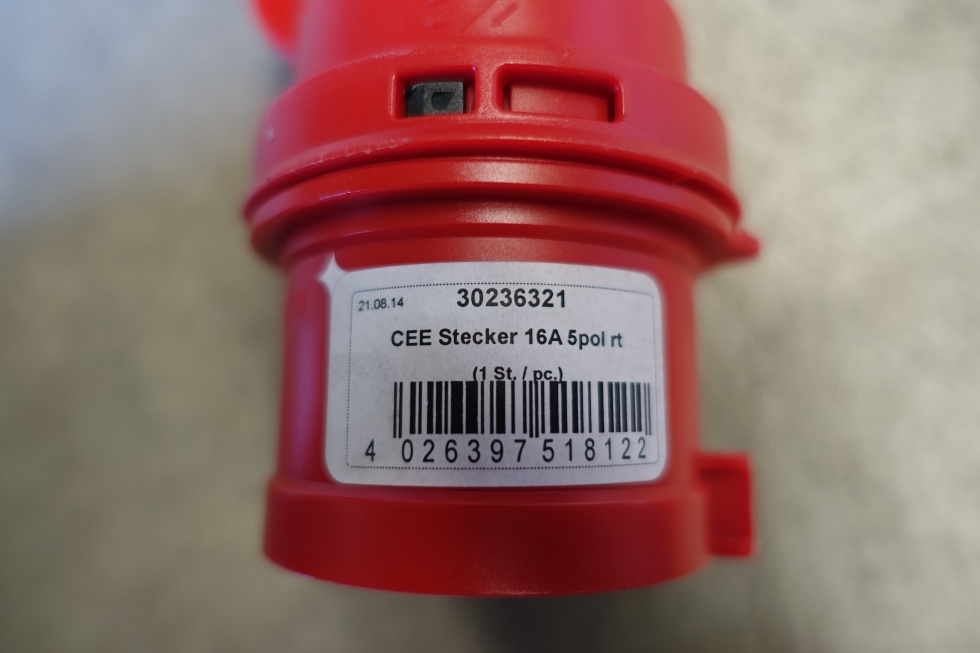 21.08.14 30236321
CEE Stecker 16A 5pol rt
(1 St. / pc.)
4 026397 518122